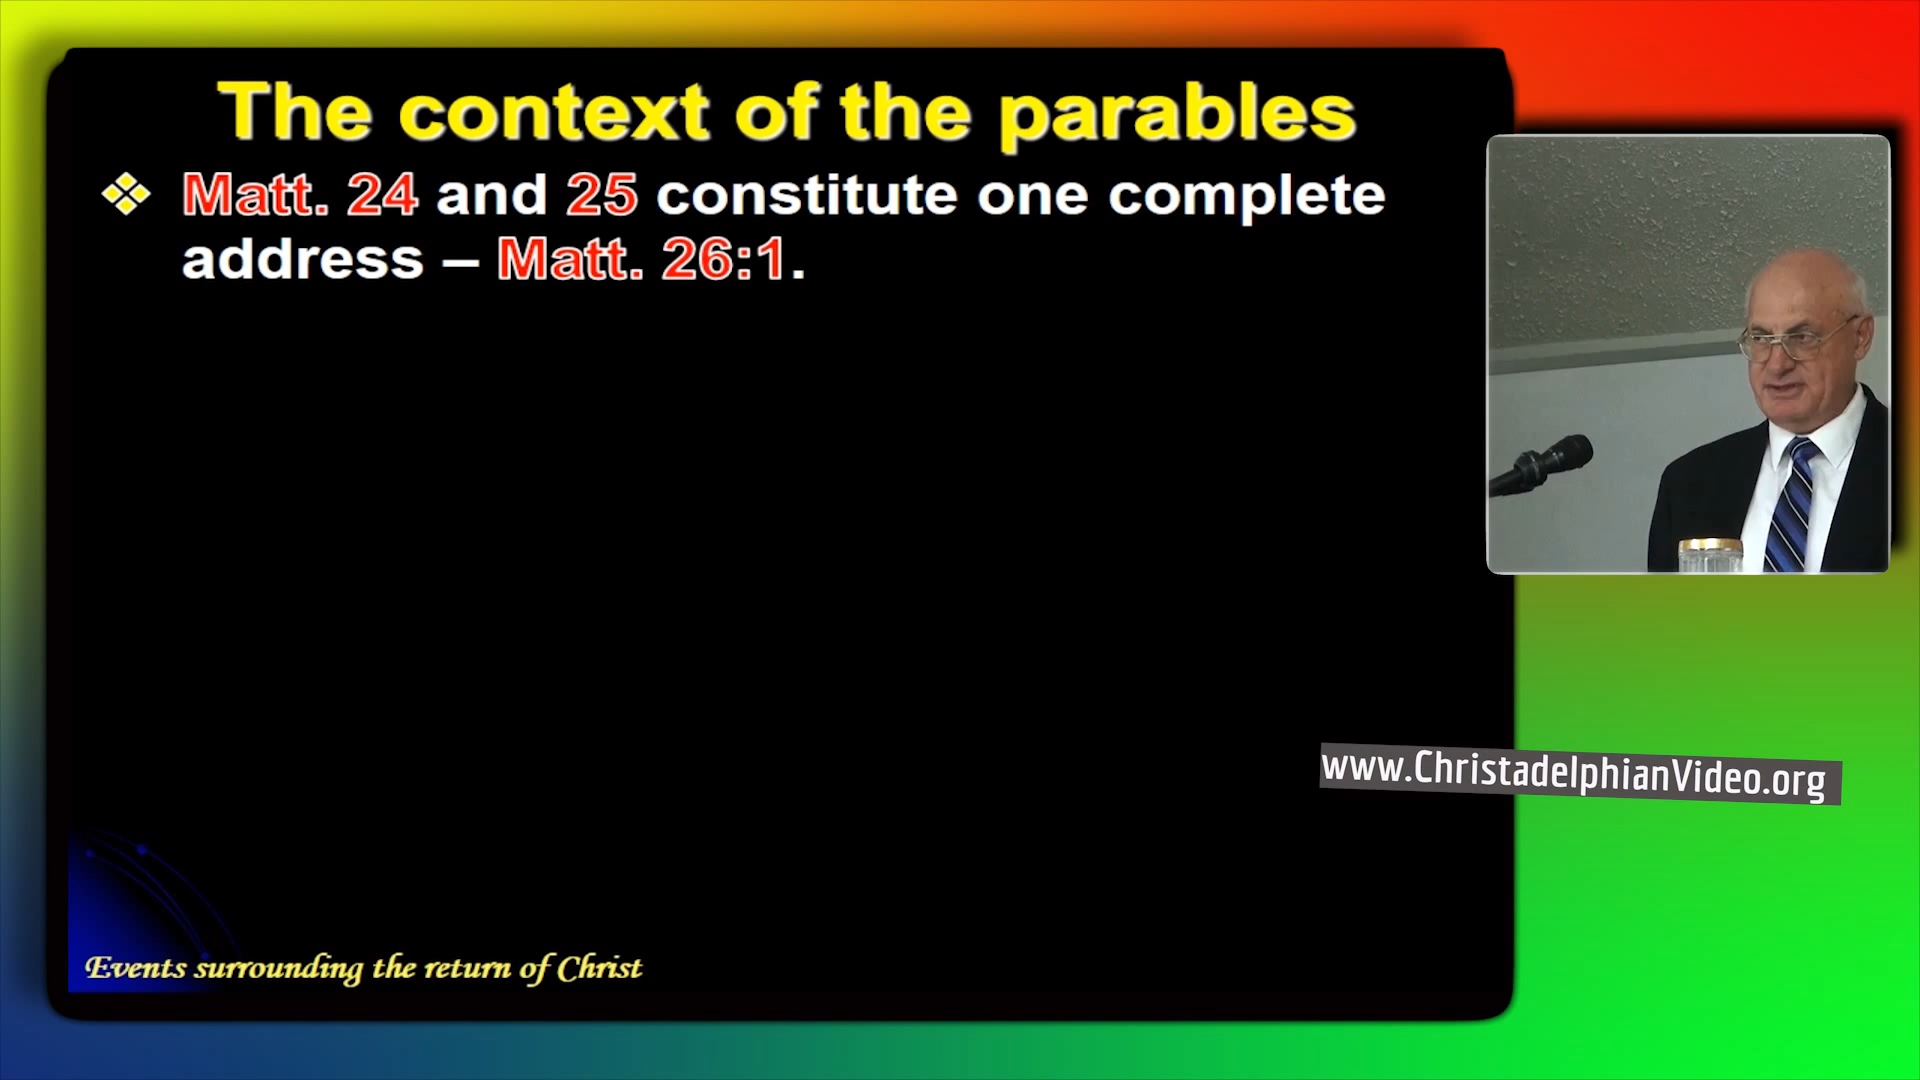 The context of the parables
Matt. 24 and 25 constitute one complete
address – Matt. 26:1.
www.ChristadelphianVideo.org
Events surrounding the return of Christ